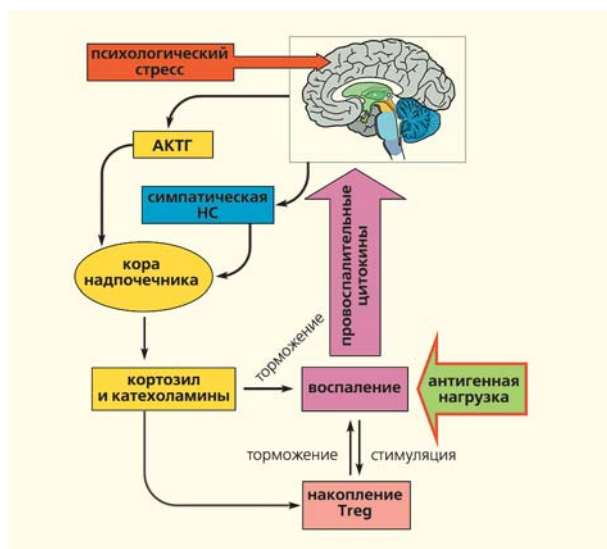 психологический
стресс
АКТГ
симпатическая
НС
кора
надпочечника
провоспалительные
цитокины
торможение
кортозил
и катехоламины
воспаление
антигенная
нагрузка
торможение
стимуляция
накопление
Treg